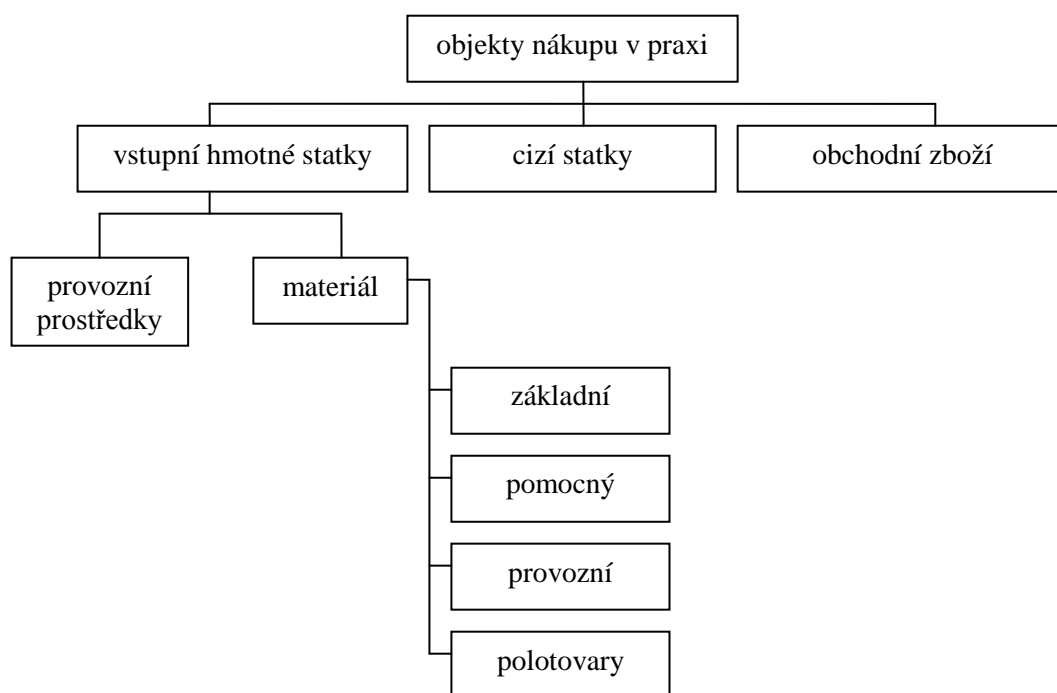 objekty nákupu v praxi
vstupní hmotné statky
cizí statky
obchodní zboží
provozní
prostředky
materiál
základní
pomocný
provozní
polotovary